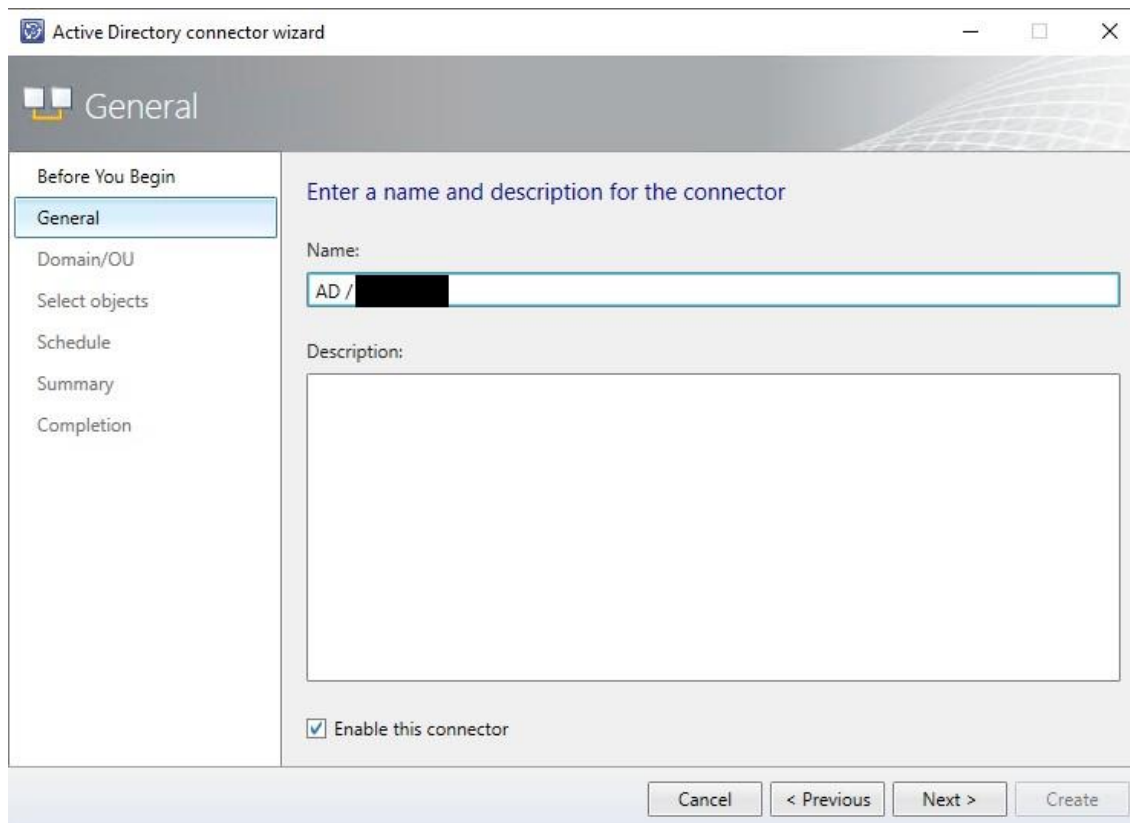 Active Directory connector wizard
General
Before You Begin
General
Domain/OU
Select objects
Schedule
Summary
Completion
Enter a name and description for the connector
Name:
AD /
Description:
Enable this connector
Cancel
< Previous
Next >
Create